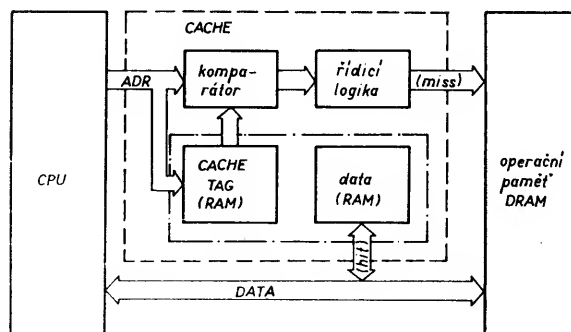 CACHE
ADR
kompa-
rátor
řídicí
logika
(miss)
CPU
CACHE
TAG
(RAM)
data
(RAM)
operační
paměť
DRAM
(hit)
DATA